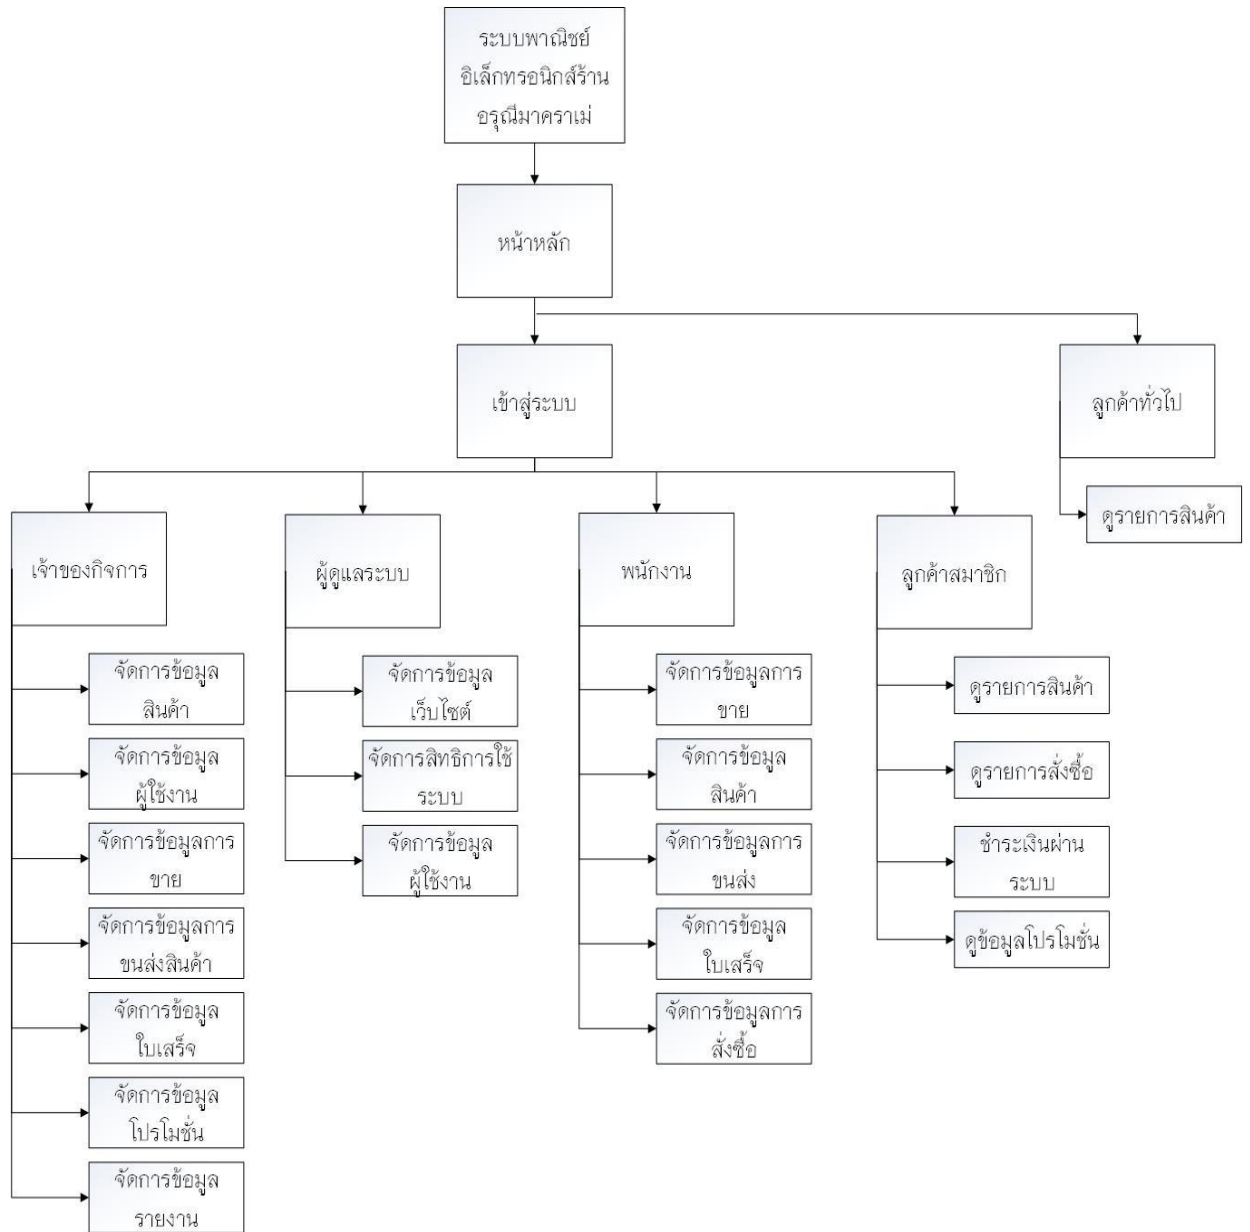 ระบบพาณิชย์
อิเล็กทรอนิกส์ร้าน
อรุณีมาคราเม่
หน้าหลัก
เข้าสู่ระบบ
ลูกค้าทั่วไป
ดูรายการสินค้า
เจ้าของกิจการ
จัดการข้อมูล
สินค้า
จัดการข้อมูล
ผู้ใช้งาน
จัดการข้อมูลการ
ขาย
จัดการข้อมูลการ
ขนส่งสินค้า
จัดการข้อมูล
ใบเสร็จ
จัดการข้อมูล
โปรโมชั่น
จัดการข้อมูล
รายงาน
ผู้ดูแลระบบ
จัดการข้อมูล
เว็บไซต์
จัดการสิทธิการใช้
ระบบ
จัดการข้อมูล
ผู้ใช้งาน
พนักงาน
จัดการข้อมูลการ
ขาย
จัดการข้อมูล
สินค้า
จัดการข้อมูลการ
ขนส่ง
จัดการข้อมูล
ใบเสร็จ
จัดการข้อมูลการ
สั่งซื้อ
ลูกค้าสมาชิก
ดูรายการสินค้า
ดูรายการสั่งซื้อ
ชำระเงินผ่าน
ระบบ
ดูข้อมูลโปรโมชั่น